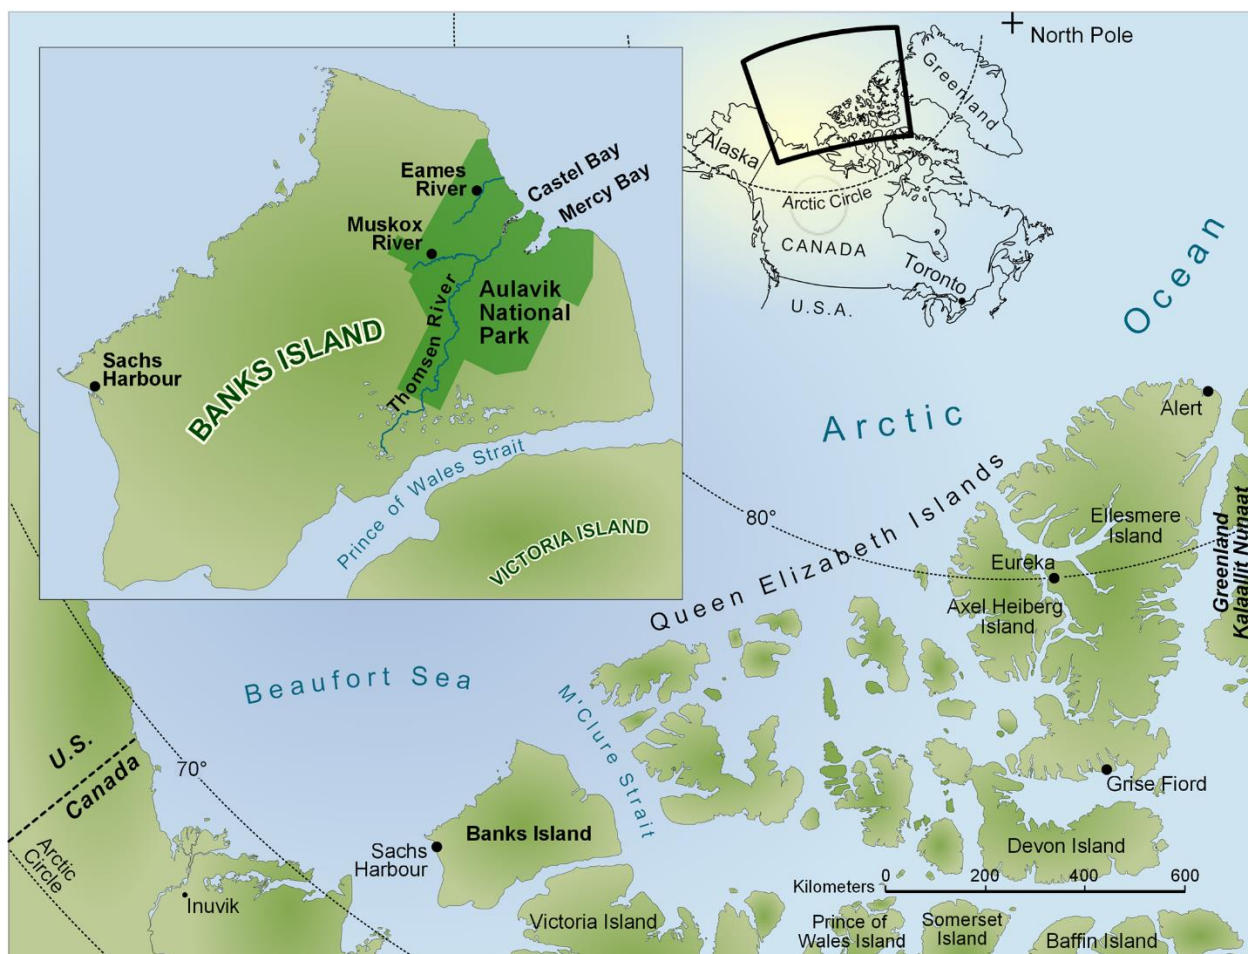 North Pole
Greenland
Alaska
Arctic Circle
CANADA
Toronto
U.S.A.
Eames
River
Castel Bay
Mercy Bay
Muskox
River
Aulavik
National
Park
Thomsen River
Sachs
Harbour
BANKS ISLAND
Prince of Wales Strait
VICTORIA ISLAND
Arctic Ocean
Alert
Queen Elizabeth Islands
80°
Ellesmere
Island
Eureka
Axel Heiberg
Island
Greenland
Kalaallit Nunaat
Beaufort Sea
M'Clure Strait
U.S.
Canada
70°
Grise Fiord
Banks Island
Sachs
Harbour
Devon Island
Arctic
Circle
Kilometers 0 200 400 600
Inuvik
Victoria Island
Prince of
Wales Island
Somerset
Island
Baffin Island